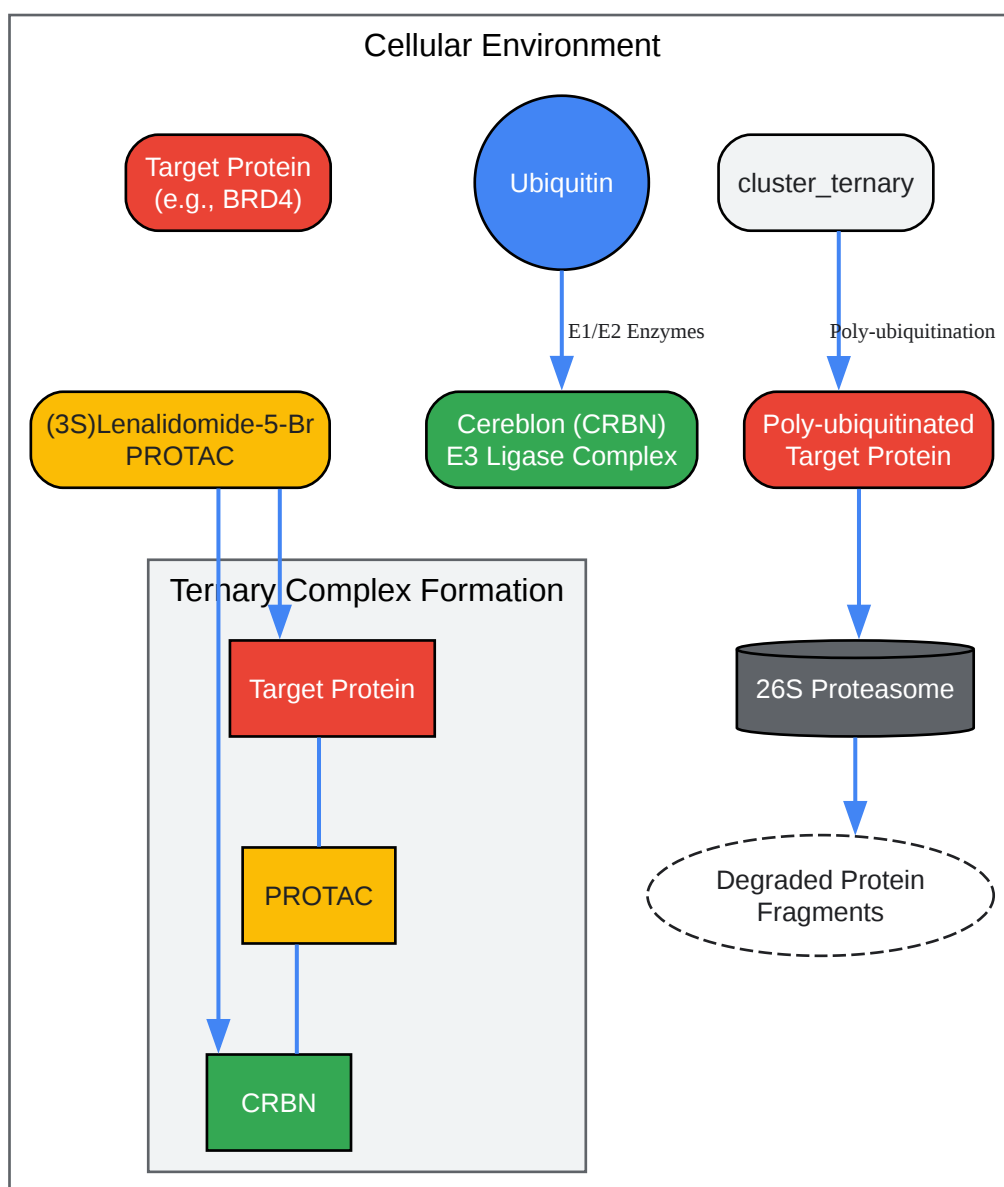 Cellular Environment
Target Protein
(e.g., BRD4)
Ubiquitin
cluster_ternary
E1/E2 Enzymes
Poly-ubiquitination
(3S)Lenalidomide-5-Br
PROTAC
Cereblon (CRBN)
E3 Ligase Complex
Poly-ubiquitinated
Target Protein
Ternary Complex Formation
Target Protein
26S Proteasome
PROTAC
Degraded Protein
Fragments
CRBN